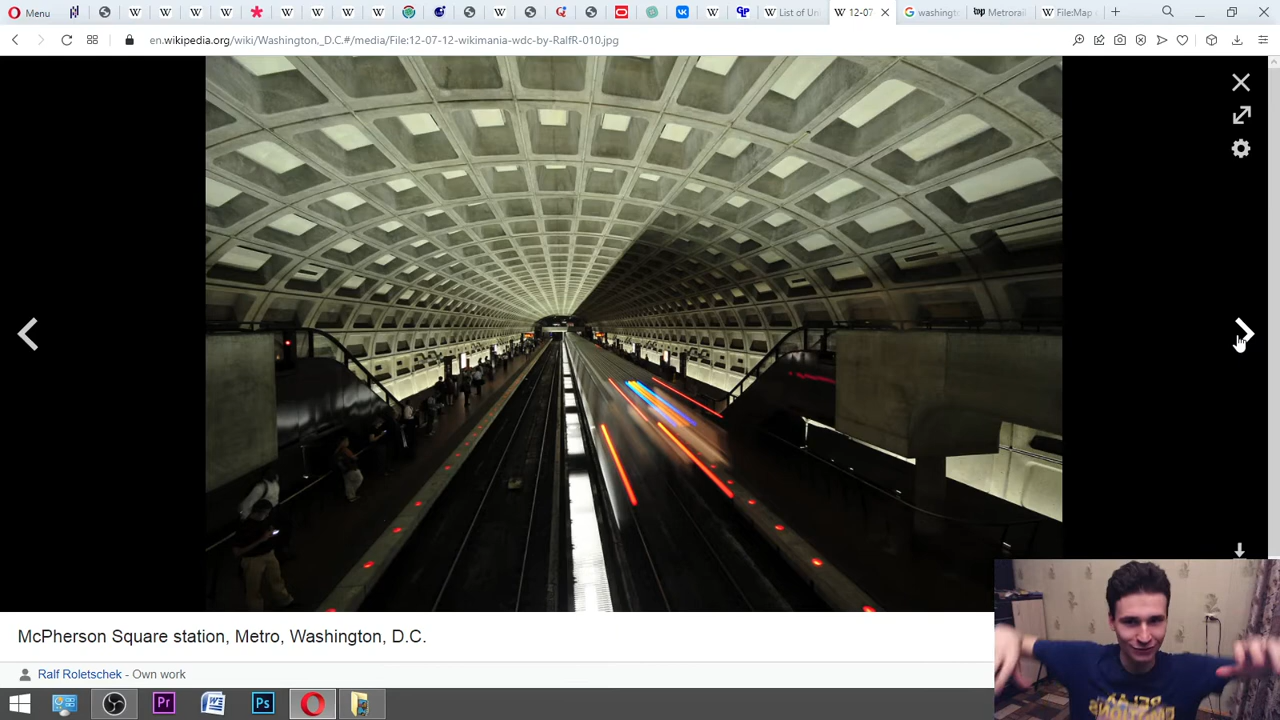 Menu
List of Un
12-07
washingt
Metrorail
File:Map
en.wikipedia.org/wiki/Washington,_D.C.#/media/File:12-07-12-wikimania-wdc-by-RalfR-010.jpg
McPherson Square station, Metro, Washington, D.C.
Ralf Roletschek - Own work